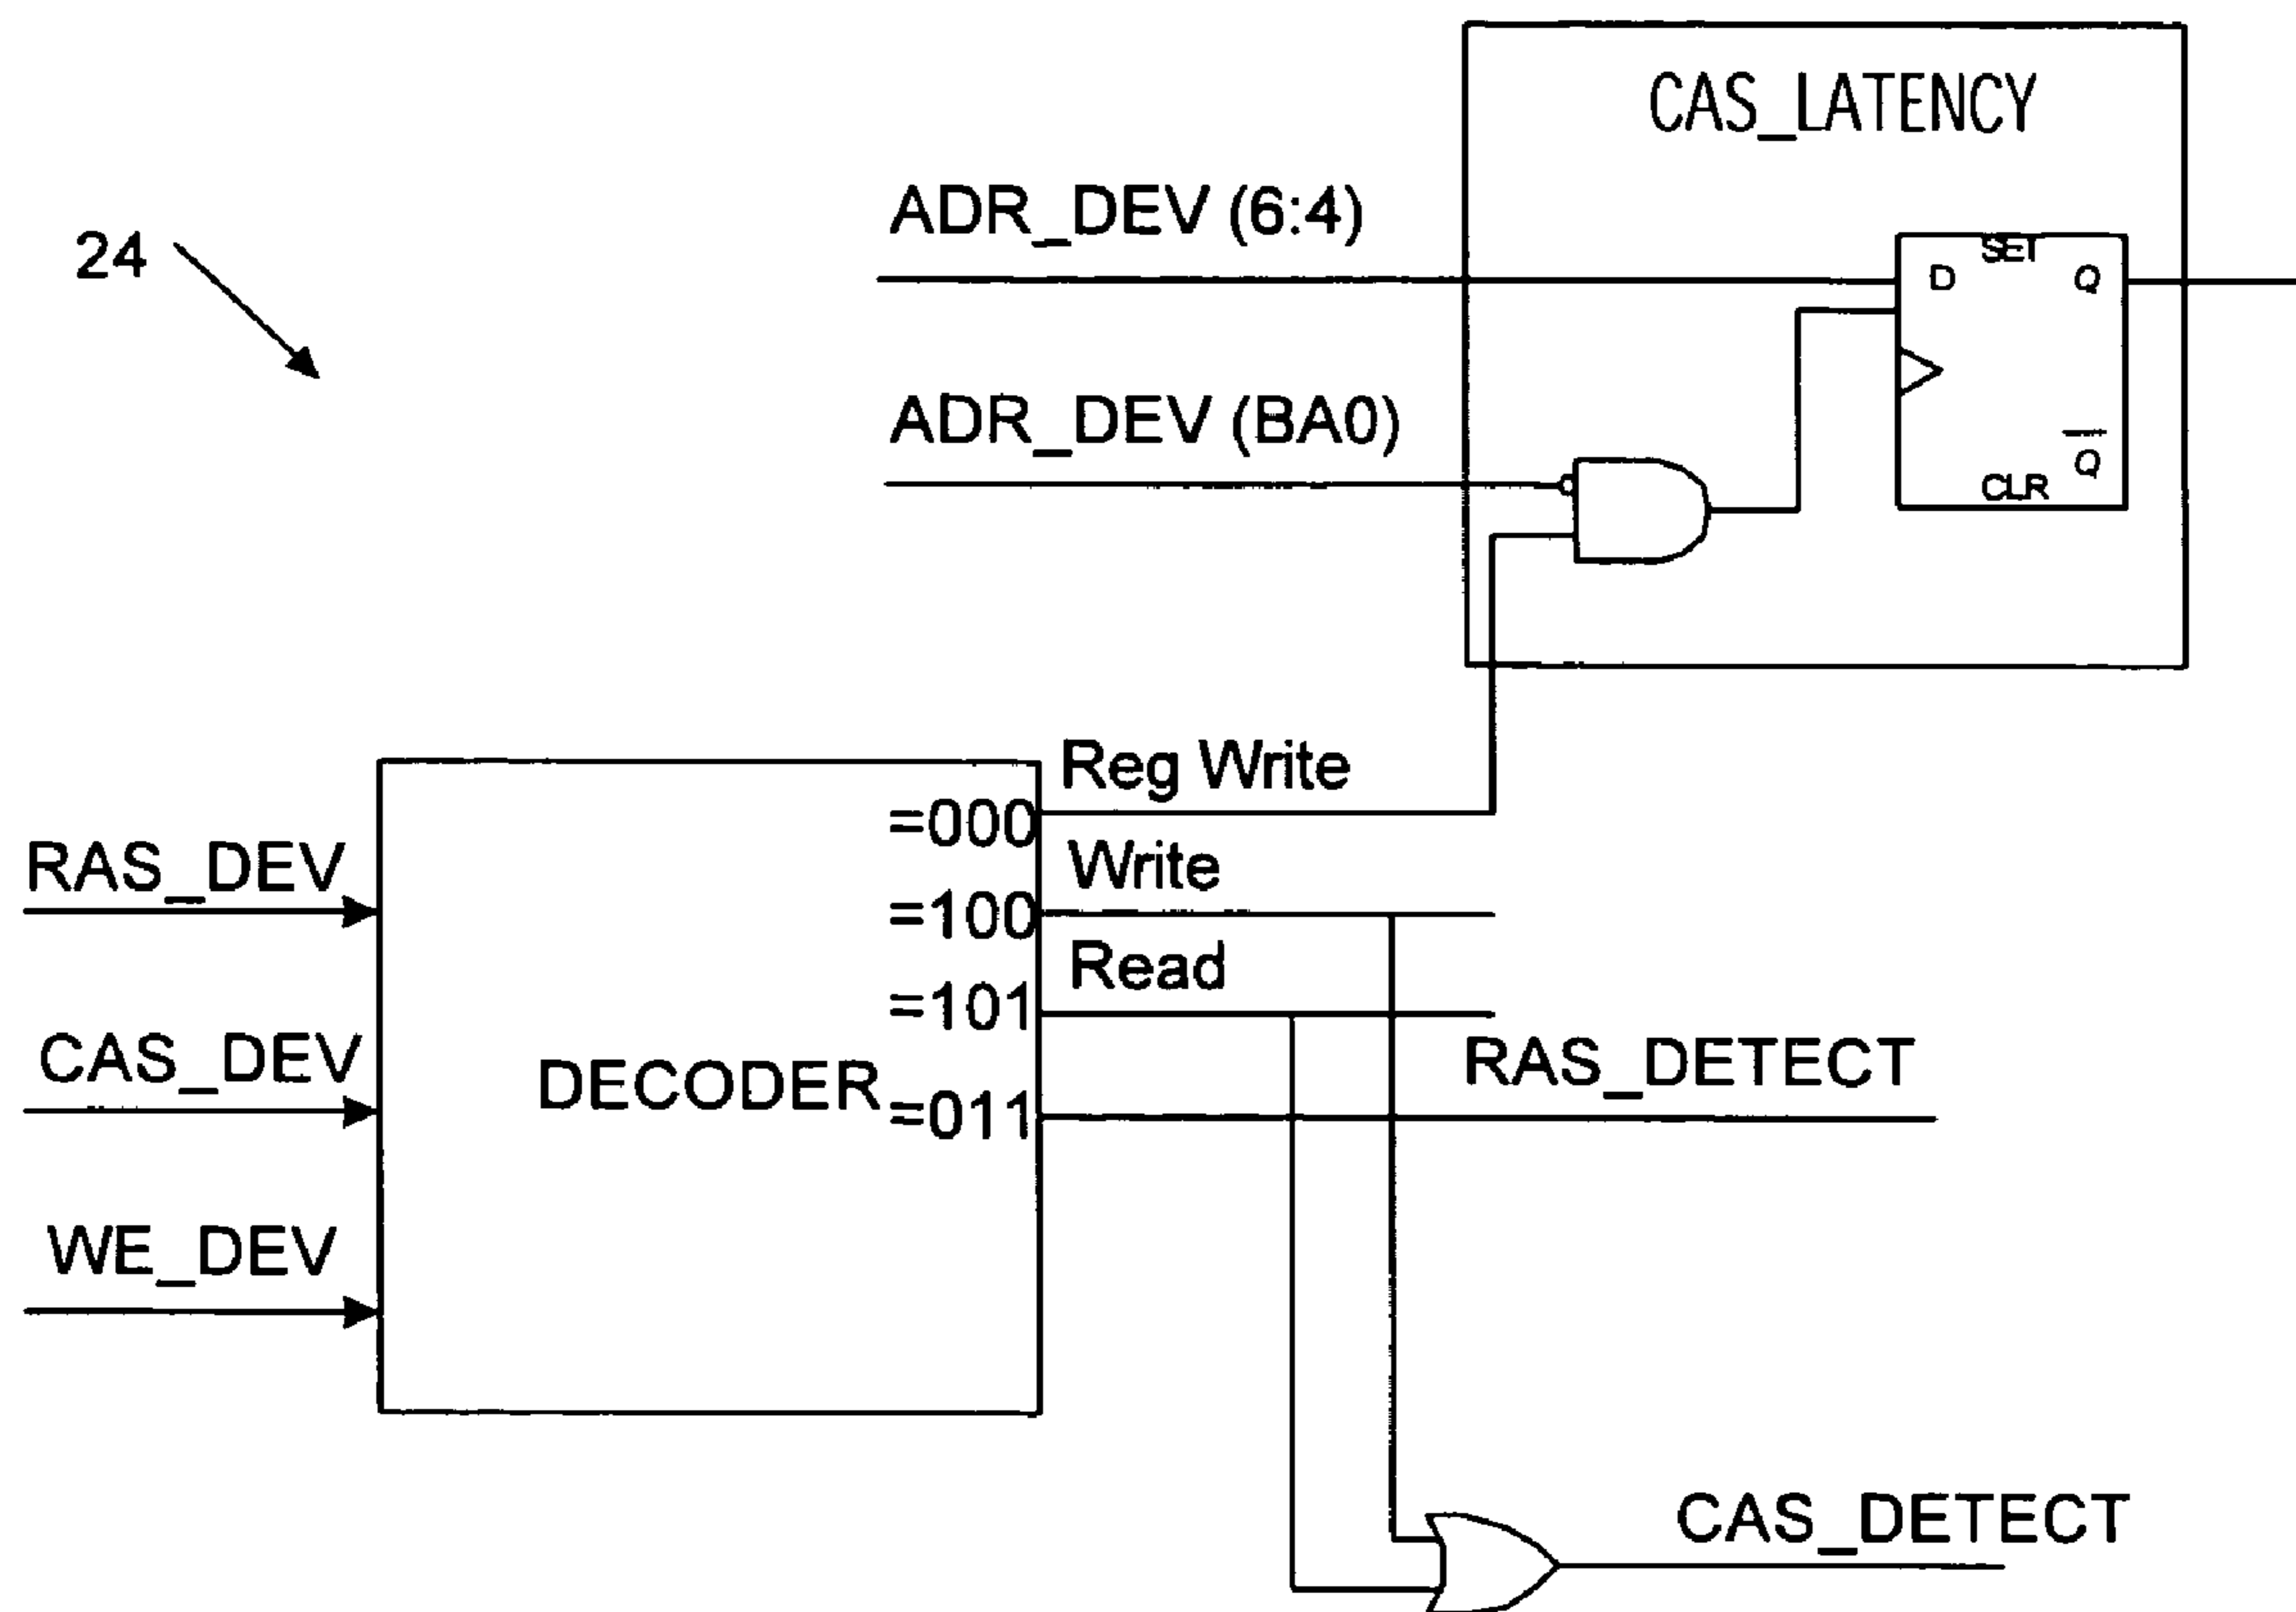 CAS_LATENCY
ADR_DEV (6:4)
24
SET
D
Q
ADR_DEV (BA0)
Q
CLR
Reg Write
=000
RAS_DEV
Write
=100
Read
=101
CAS_DEV
DECODER
RAS_DETECT
=011
WE_DEV
CAS_DETECT